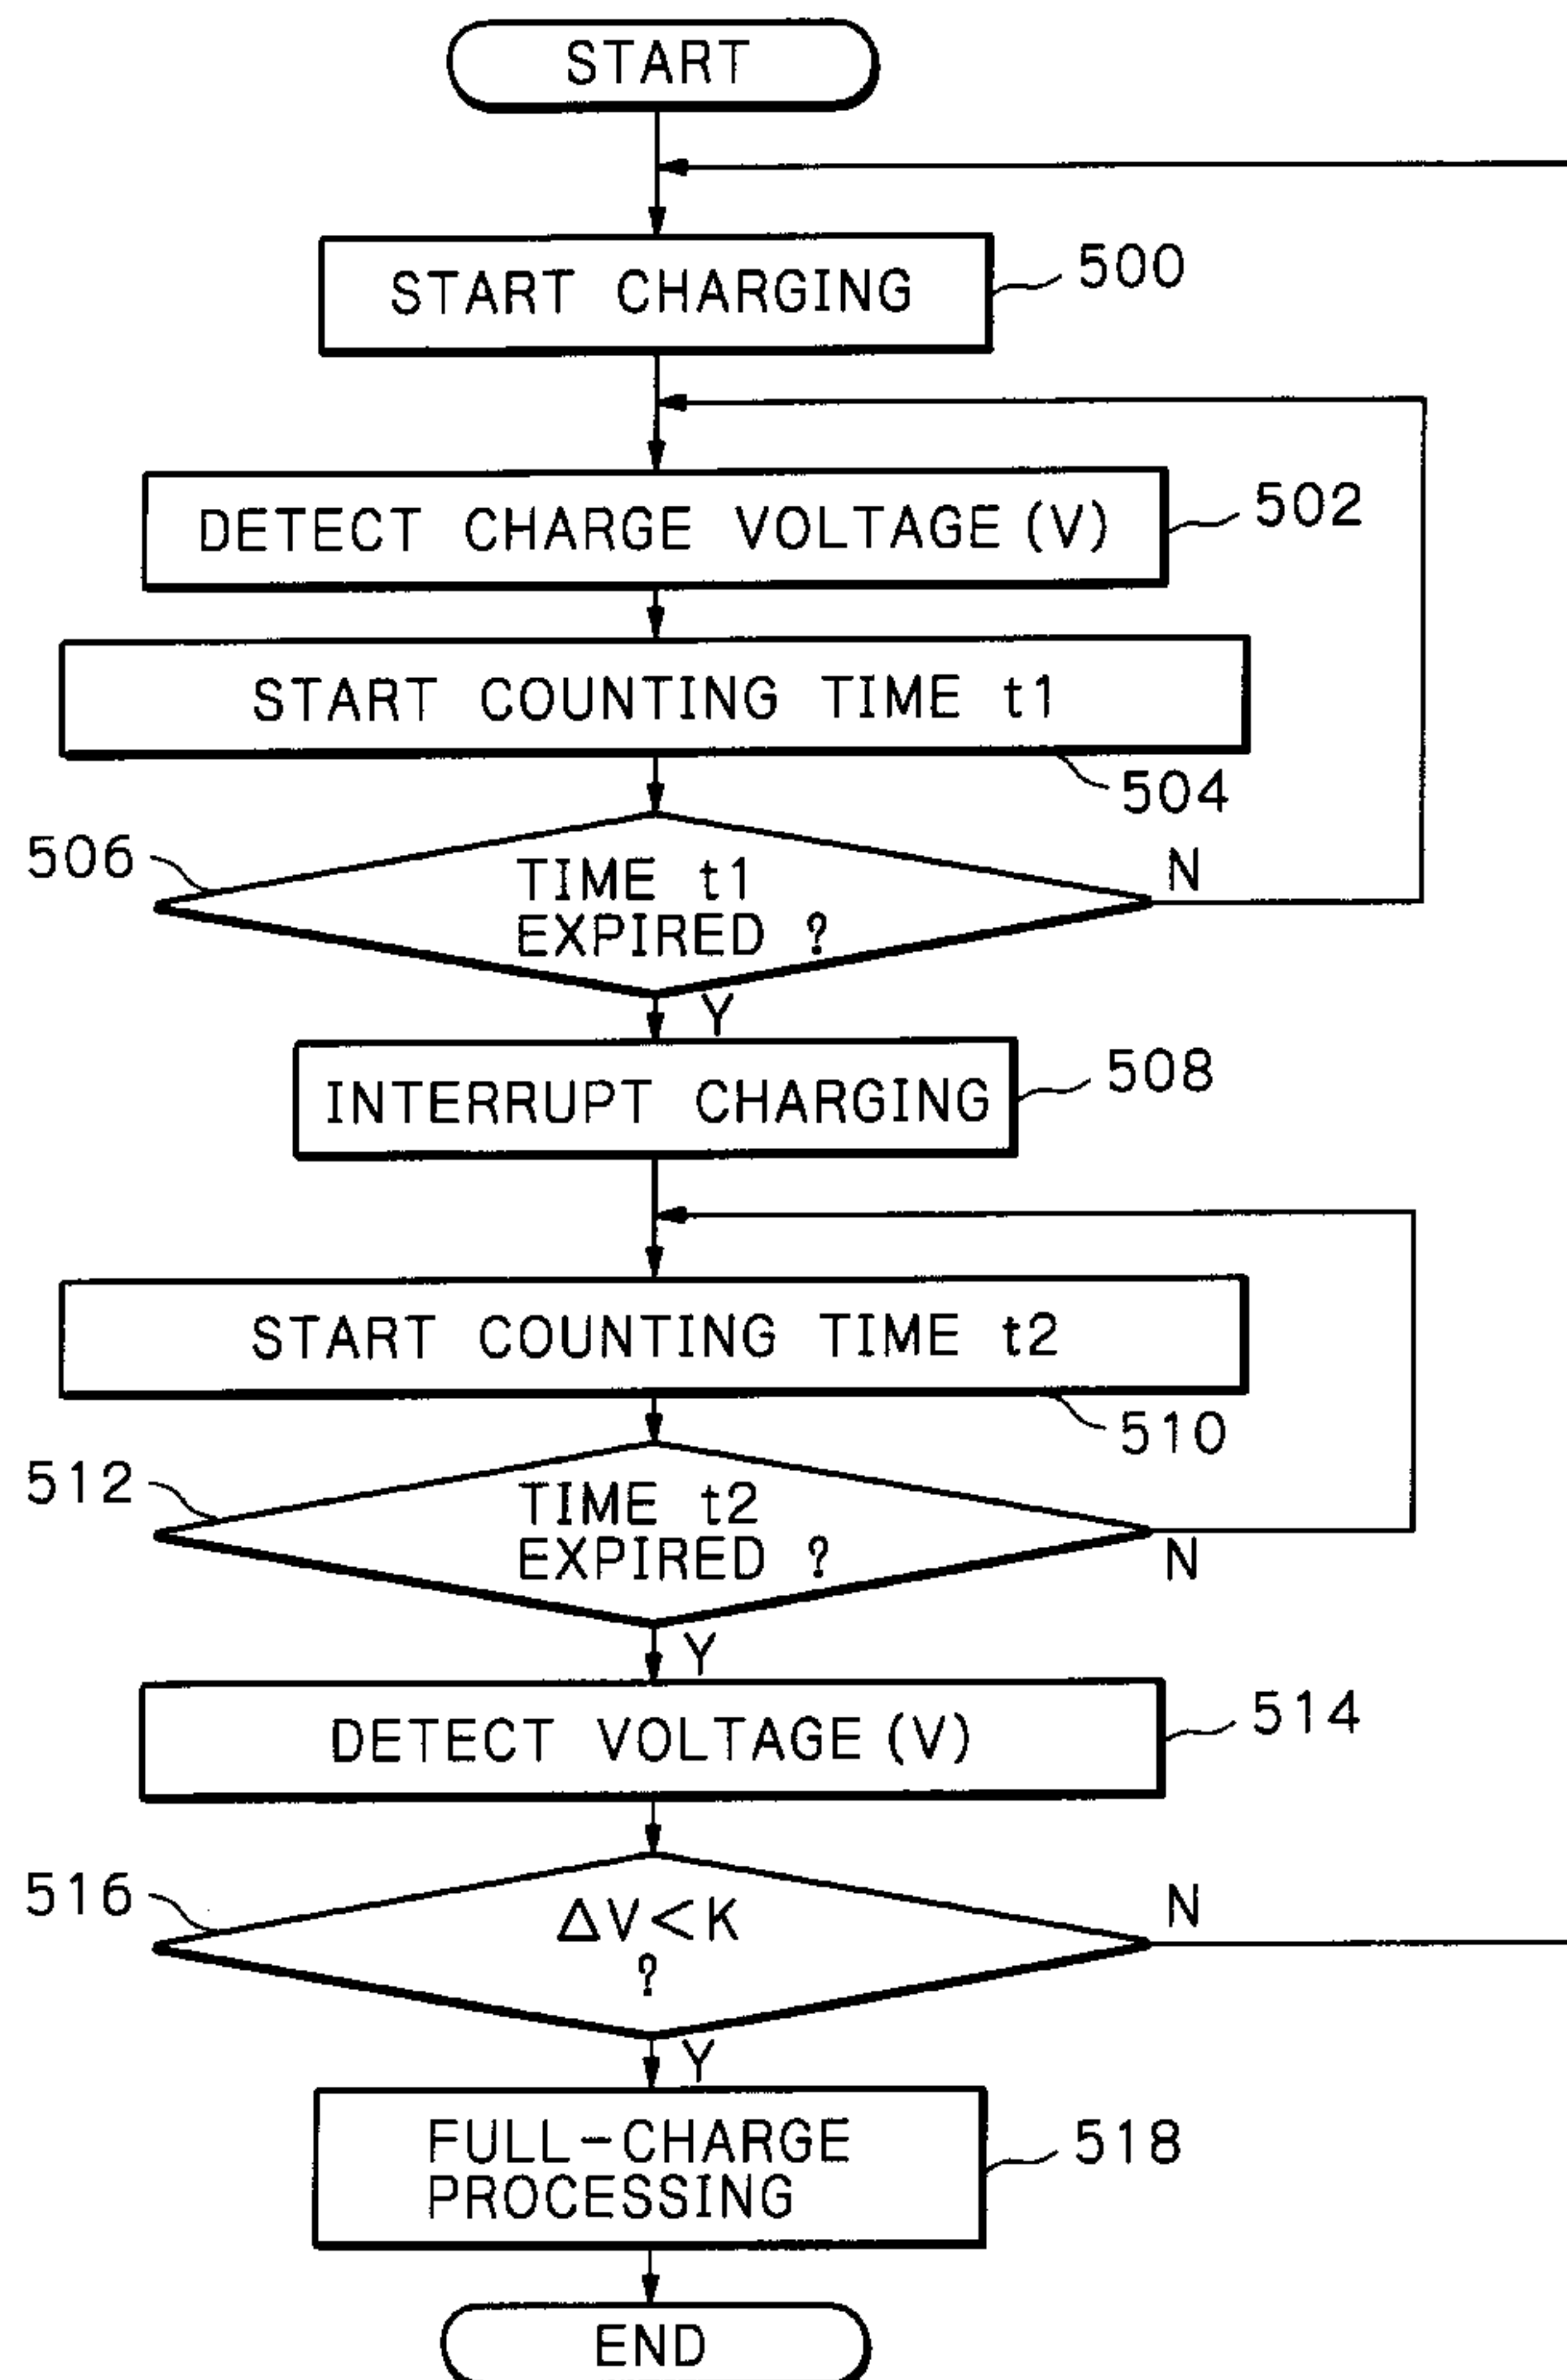 START
START CHARGING
500
DETECT CHARGE VOLTAGE (V)
502
START COUNTING TIME t1
504
506
TIME t1
EXPIRED ?
N
Y
INTERRUPT CHARGING
508
START COUNTING TIME t2
510
512
TIME t2
EXPIRED ?
N
Y
DETECT VOLTAGE (V)
514
516
ΔV<K
?
N
Y
FULL-CHARGE
PROCESSING
518
END